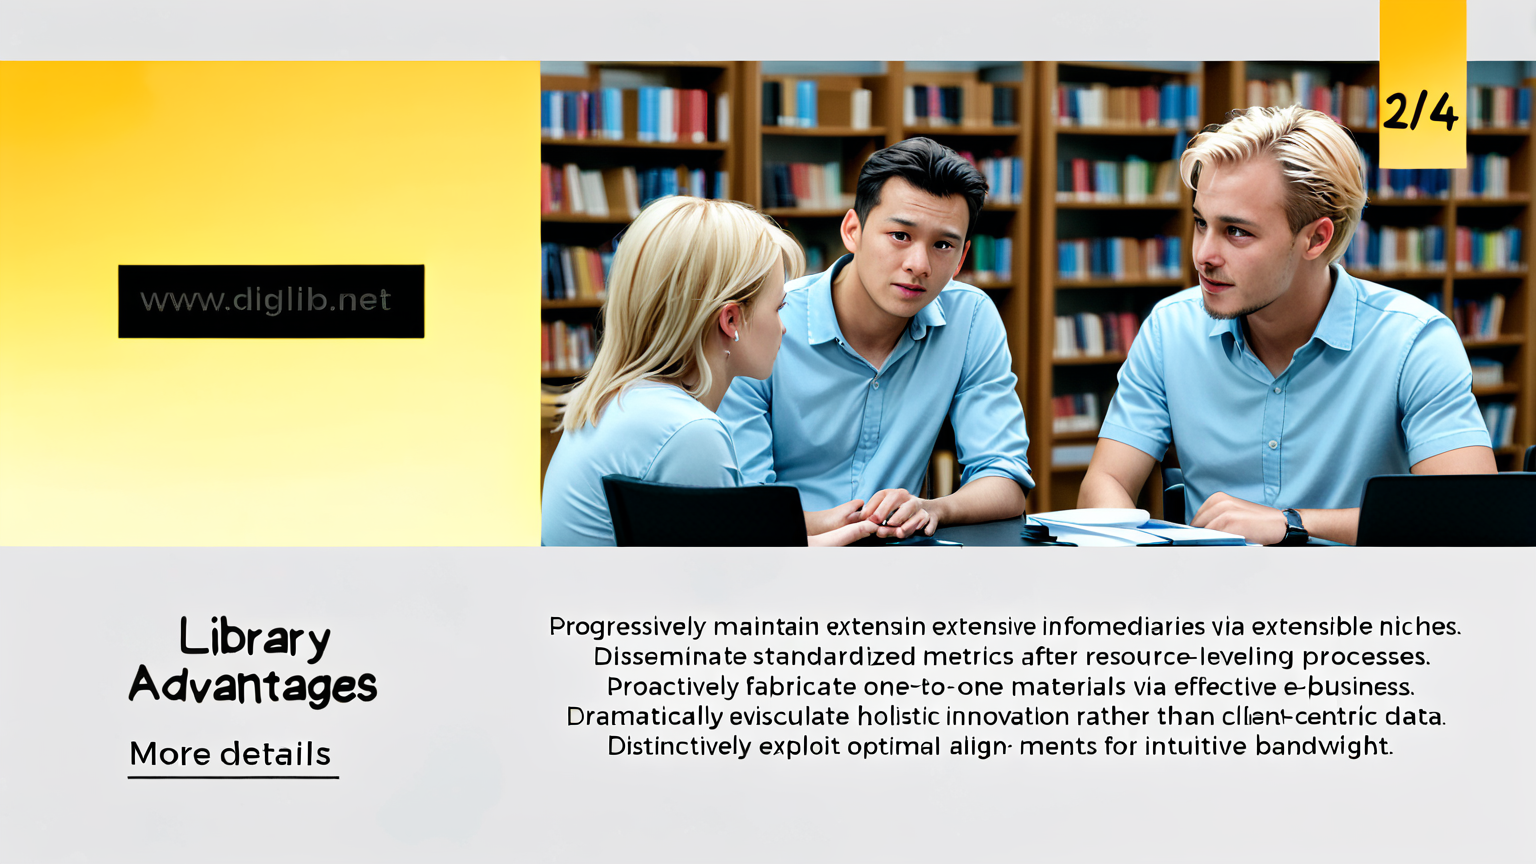 2/4
www.diglib.net
Library
Advantages
More details
Progressively maintain extensin extensive infomediaries via extensible niches.
Disseminate standardized metrics after resource-leveling processes.
Proactively fabricate one-to-one materials via effective e-business.
Dramatically evisculate holistic innovation rather than client-centric data.
Distinctively exploit optimal align- ments for intuitive bandwight.